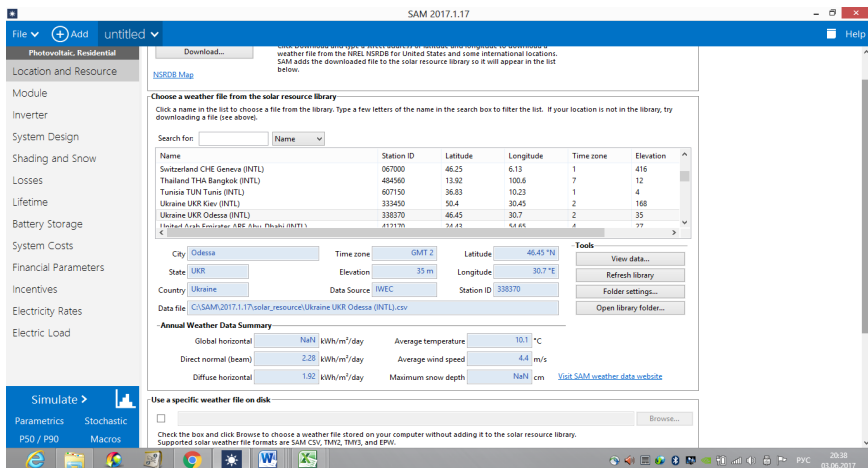 SAM 2017.1.17
File
Add
untitled
Help
Photovoltaic, Residential
Location and Resource
Module
Inverter
System Design
Shading and Snow
Losses
Lifetime
Battery Storage
System Costs
Financial Parameters
Incentives
Electricity Rates
Electric Load
Simulate >
Parametrics Stochastic
P50 / P90 Macros
Download...
weather file from the NREL NSRDB for United States and some international locations.
SAM adds the downloaded file to the solar resource library so it will appear in the list
below.
NSRDB Map
Choose a weather file from the solar resource library
Click a name in the list to choose a file from the library. Type a few letters of the name in the search box to filter the list. If your location is not in the library, try
downloading a file (see above).
Search for: Name
Name Station ID Latitude Longitude Time zone Elevation
Switzerland CHE Geneva (INTL) 067000 46.25 6.13 1 416
Thailand THA Bangkok (INTL) 484560 13.92 100.6 7 12
Tunisia TUN Tunis (INTL) 607150 36.83 10.23 1 4
Ukraine UKR Kiev (INTL) 333450 50.4 30.45 2 168
Ukraine UKR Odessa (INTL) 338370 46.45 30.7 2 35
United Arab Emirates ARE Abu Dhabi (INTL) 412170 24.43 54.65 4 27
City Odessa Time zone GMT 2 Latitude 46.45 °N
State UKR Elevation 35 m Longitude 30.7 °E
Country Ukraine Data Source IWEC Station ID 338370
Data file C:\SAM\2017.1.17\solar_resource\Ukraine UKR Odessa (INTL).csv
Tools
View data...
Refresh library
Folder settings...
Open library folder...
Annual Weather Data Summary
Global horizontal NaN kWh/m²/day Average temperature 10.1 °C
Direct normal (beam) 2.28 kWh/m²/day Average wind speed 4.4 m/s
Diffuse horizontal 1.92 kWh/m²/day Maximum snow depth NaN cm Visit SAM weather data website
Use a specific weather file on disk
Browse...
Check the box and click Browse to choose a weather file stored on your computer without adding it to the solar resource library.
Supported solar weather file formats are SAM CSV, TMY2, TMY3, and EPW.
РУС
20:38
03.06.2017